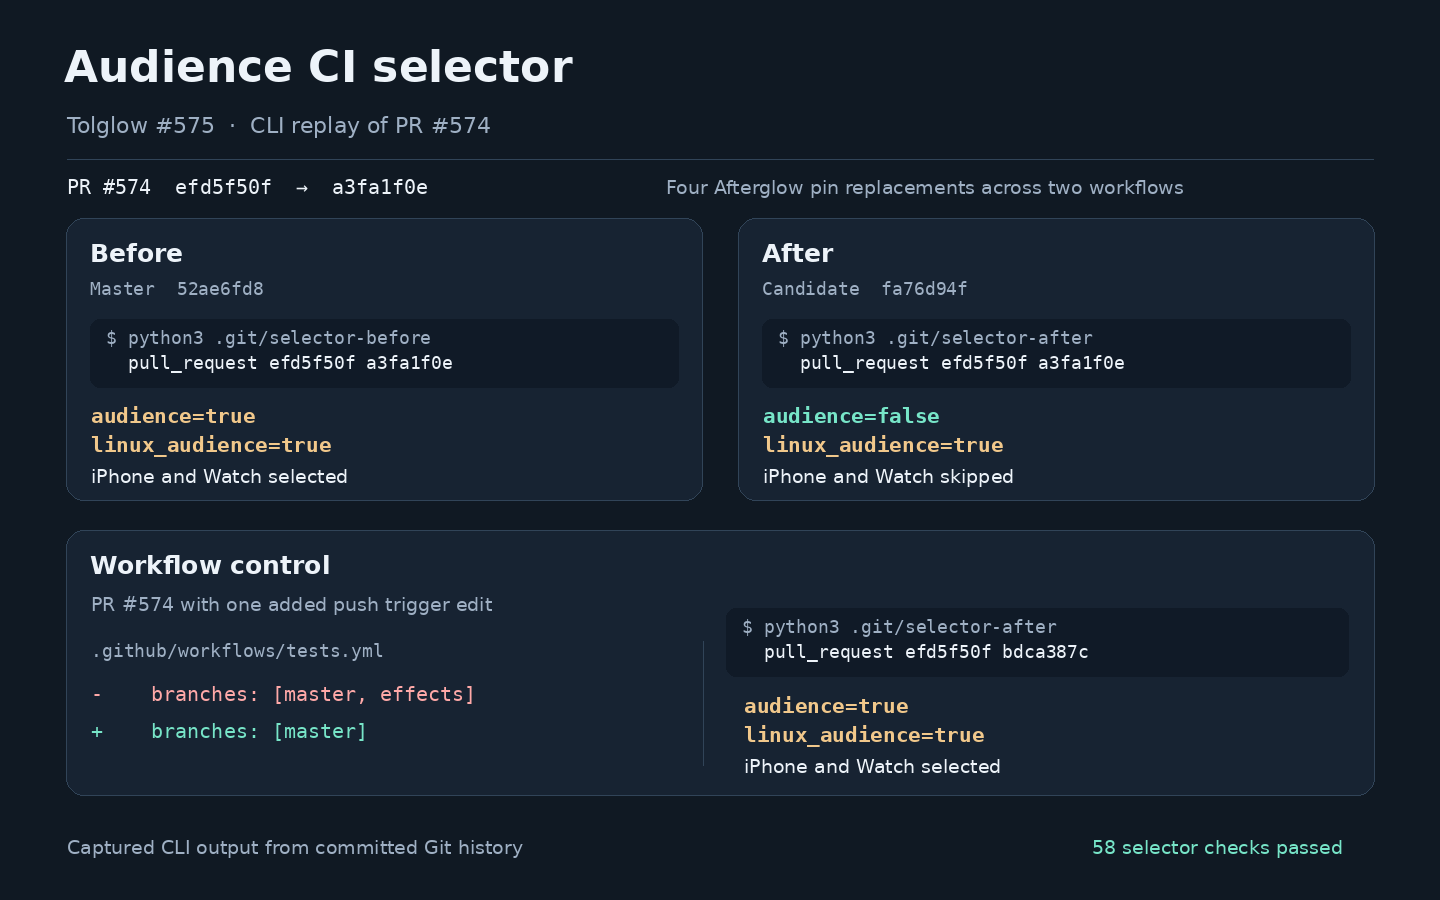 Audience CI selector
Tolglow #575 · CLI replay of PR #574
PR #574 efd5f50f → a3fa1f0e
Four Afterglow pin replacements across two workflows
Before
Master 52ae6fd8
$ python3 .git/selector-before
pull_request efd5f50f a3fa1f0e
audience=true
linux_audience=true
iPhone and Watch selected
After
Candidate fa76d94f
$ python3 .git/selector-after
pull_request efd5f50f a3fa1f0e
audience=false
linux_audience=true
iPhone and Watch skipped
Workflow control
PR #574 with one added push trigger edit
.github/workflows/tests.yml
- branches: [master, effects]
+ branches: [master]
$ python3 .git/selector-after
pull_request efd5f50f bdca387c
audience=true
linux_audience=true
iPhone and Watch selected
Captured CLI output from committed Git history
58 selector checks passed